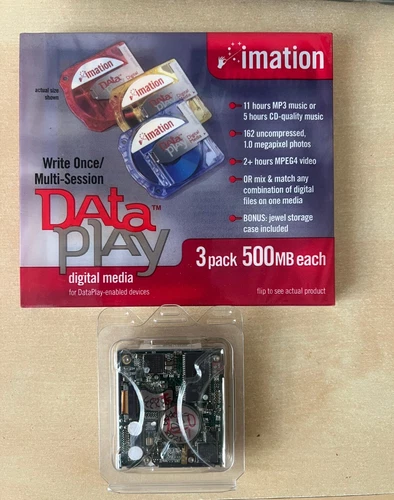 imation
actual size
shown
imation
DAta
imation
imation
DAta
play
11 hours MP3 music or
5 hours CD-quality music
162 uncompressed,
1.0 megapixel photos
2+ hours MPEG4 video
OR mix & match any
combination of digital
files on one media
BONUS: jewel storage
case included
Write Once/
Multi-Session
DAta™
play
digital media
for DataPlay-enabled devices
3 pack 500MB each
flip to see actual product